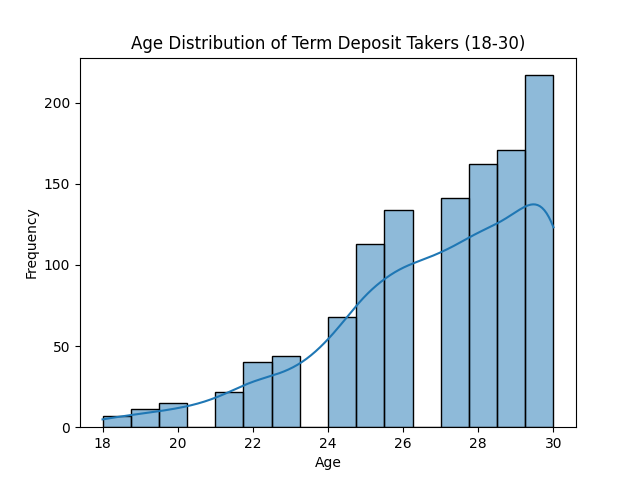 Age Distribution of Term Deposit Takers (18-30)
200
150
100
50
0
Frequency
18 20 22 24 26 28 30
Age